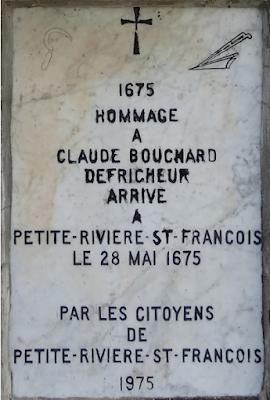 1675
HOMMAGE
A
CLAUDE BOUCHARD
DEFRICHEUR
ARRIVE
A
PETITE-RIVIERE-ST-FRANCOIS
LE 28 MAI 1675
PAR LES CITOYENS
DE
PETITE-RIVIERE-ST-FRANCOIS
1975